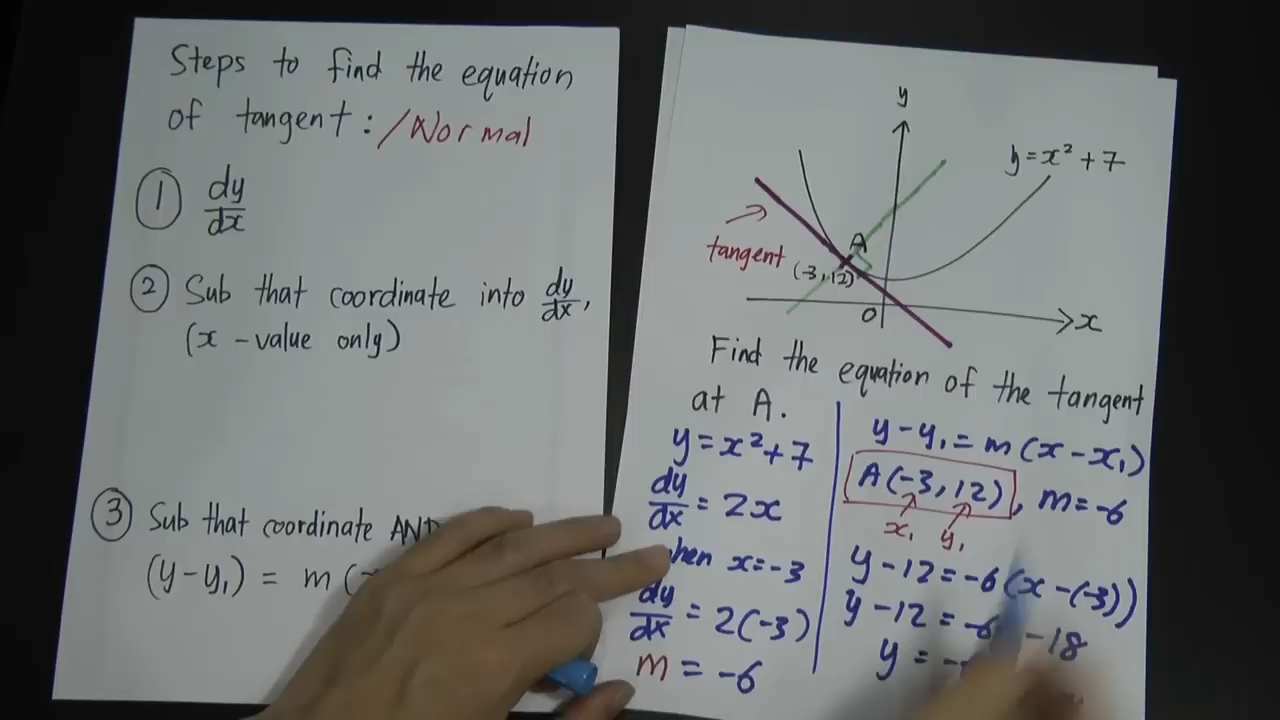 Steps to find the equation
of tangent : /Normal
① dy/dx
② Sub that coordinate into dy/dx,
(x - value only)
③ Sub that coordinate AND
(y-y₁) = m(
y
y = x² + 7
A
tangent
(-3, 12)
O
x
Find the equation of the tangent
at A.
y = x² + 7
dy/dx = 2x
hen x = -3
dy/dx = 2(-3)
m = -6
y - y₁ = m(x - x₁)
A(-3, 12), m = -6
x₁ y₁
y - 12 = -6(x - (-3))
y - 12 = -6 - 18
y = -